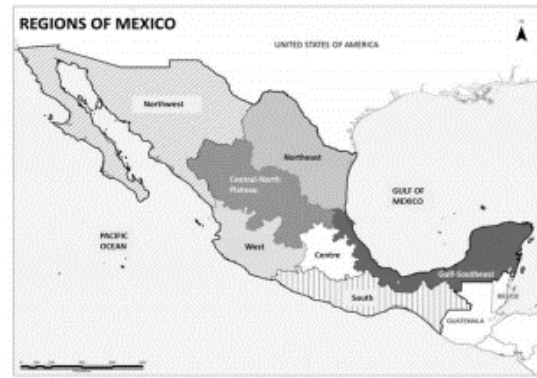 REGIONS OF MEXICO
UNITED STATES OF AMERICA
Northwest
Northeast
Central-North
Plateau
GULF OF
MEXICO
PACIFIC
OCEAN
West
Centre
Gulf-Southeast
BELICE
South
GUATEMALA